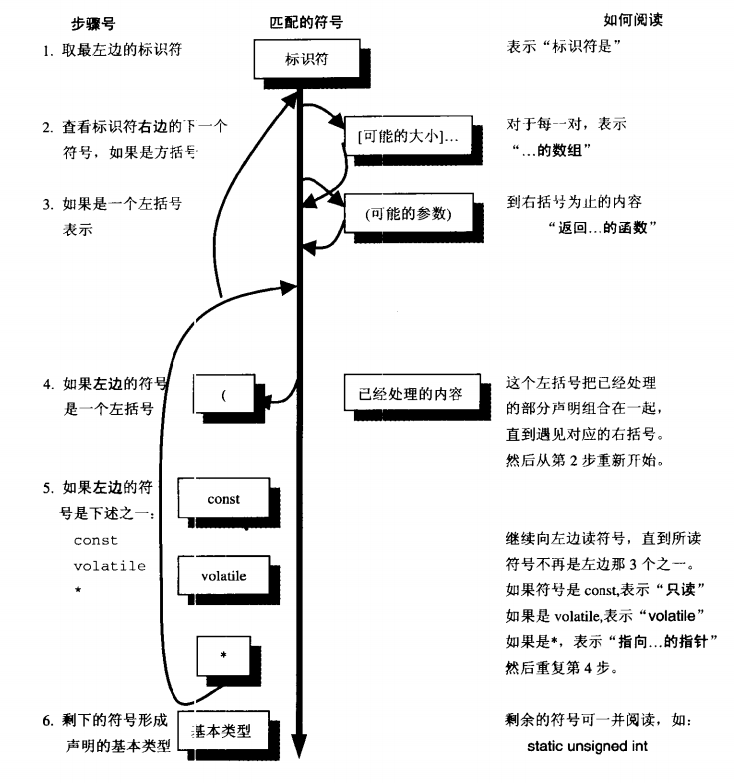 步骤号 匹配的符号 如何阅读
1. 取最左边的标识符 标识符 表示“标识符是”
2. 查看标识符右边的下一个 对于每一对，表示
符号，如果是方括号 [可能的大小]… “…的数组”
3. 如果是一个左括号 (可能的参数) 到右括号为止的内容
表示 “返回…的函数”
4. 如果左边的符号 ( 已经处理的内容 这个左括号把已经处理
是一个左括号 的部分声明组合在一起，
直到遇见对应的右括号。
然后从第 2 步重新开始。
5. 如果左边的符 const
号是下述之一：
const 继续向左边读符号，直到所读
volatile volatile 符号不再是左边那 3 个之一。
* 如果符号是 const,表示“只读”
如果是 volatile,表示“volatile”
* 如果是*，表示“指向…的指针”
然后重复第 4 步。
6. 剩下的符号形成 基本类型 剩余的符号可一并阅读，如：
声明的基本类型 static unsigned int